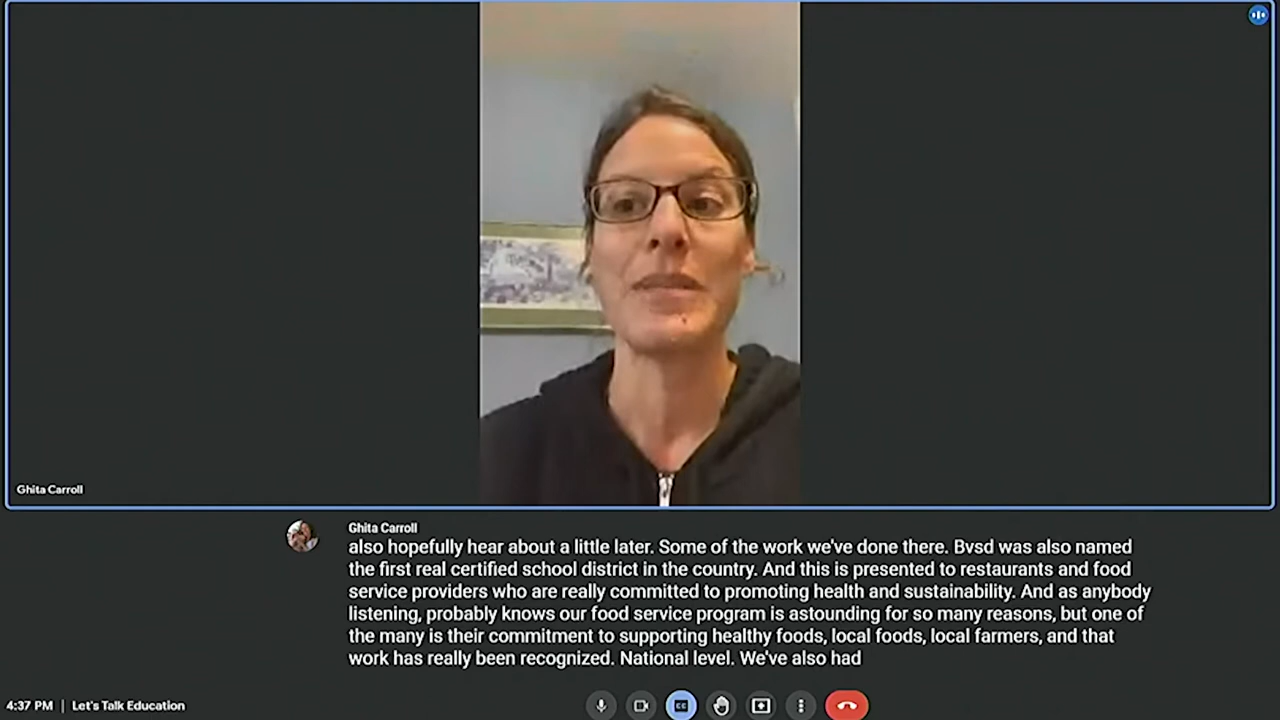 Ghita Carroll
Ghita Carroll
also hopefully hear about a little later. Some of the work we've done there. Bvsd was also named
the first real certified school district in the country. And this is presented to restaurants and food
service providers who are really committed to promoting health and sustainability. And as anybody
listening, probably knows our food service program is astounding for so many reasons, but one of
the many is their commitment to supporting healthy foods, local foods, local farmers, and that
work has really been recognized. National level. We've also had
4:37 PM | Let's Talk Education